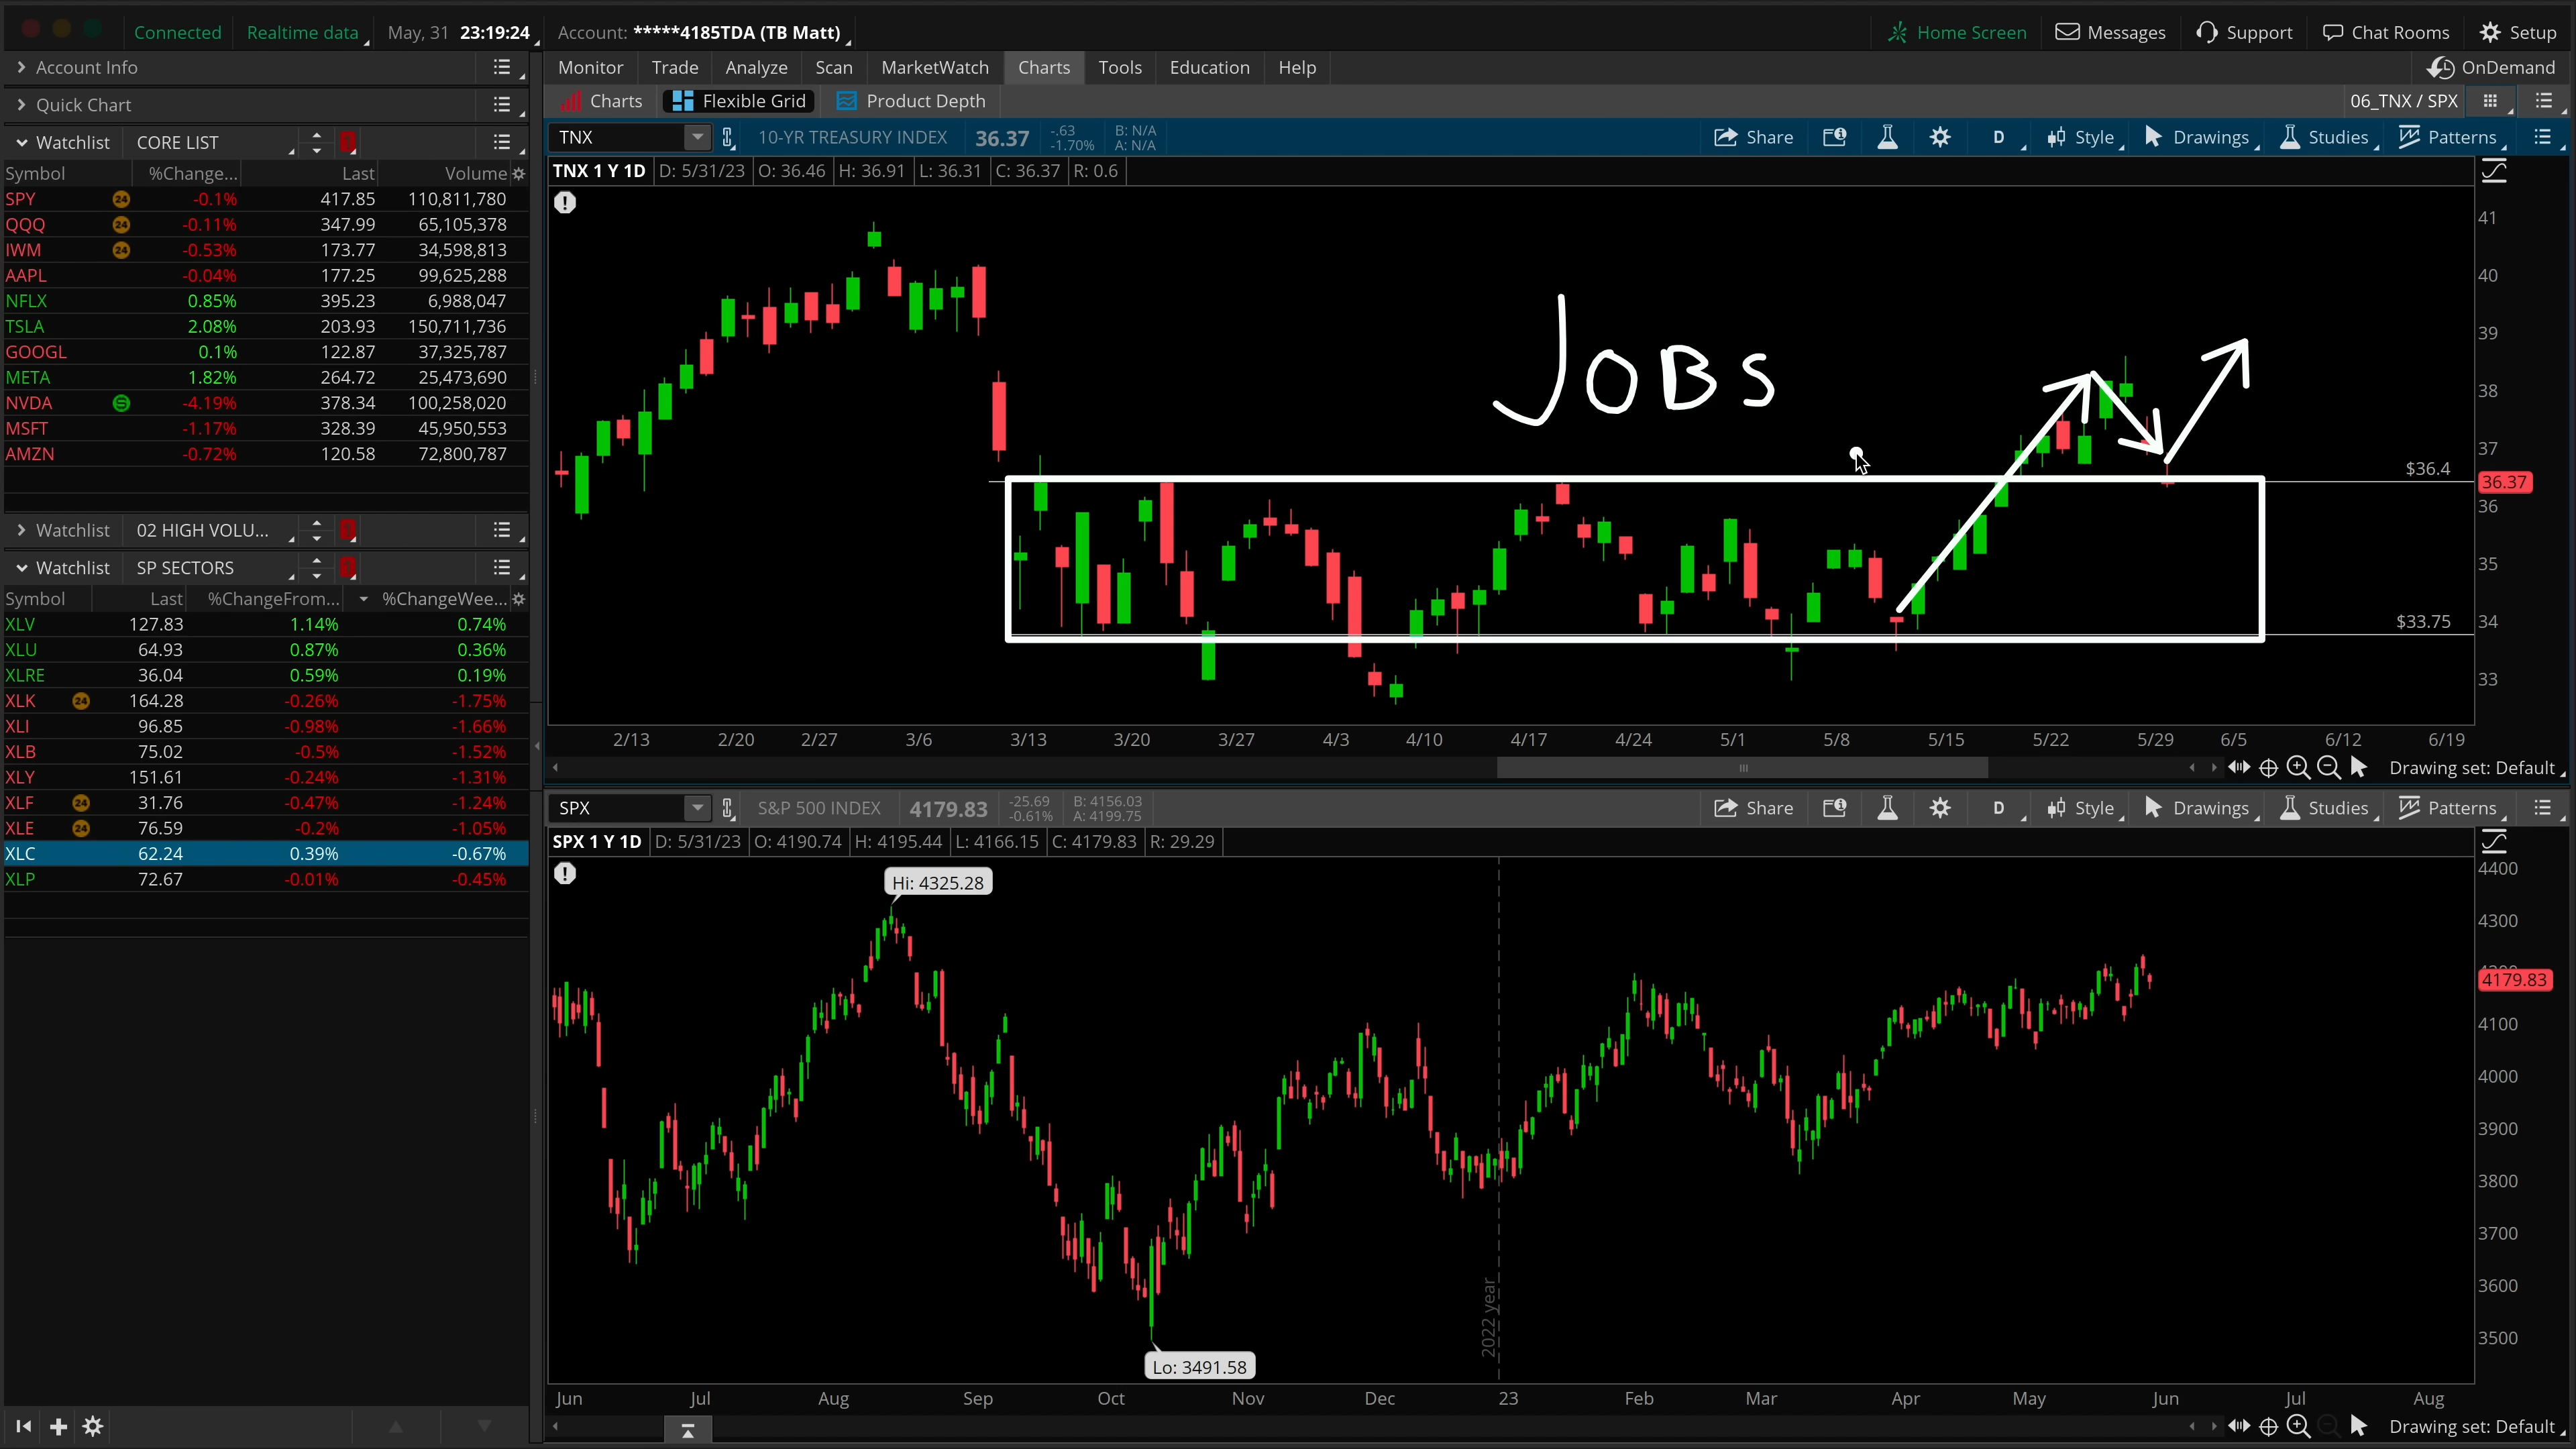 Connected Realtime data May, 31 23:19:24 Account: *****4185TDA (TB Matt) Home Screen Messages Support Chat Rooms Setup
Account Info
Quick Chart
Watchlist CORE LIST 1
Symbol %Change... Last Volume
SPY 24 -0.1% 417.85 110,811,780
QQQ 24 -0.11% 347.99 65,105,378
IWM 24 -0.53% 173.77 34,598,813
AAPL -0.04% 177.25 99,625,288
NFLX 0.85% 395.23 6,988,047
TSLA 2.08% 203.93 150,711,736
GOOGL 0.1% 122.87 37,325,787
META 1.82% 264.72 25,473,690
NVDA -4.19% 378.34 100,258,020
MSFT -1.17% 328.39 45,950,553
AMZN -0.72% 120.58 72,800,787
Watchlist 02 HIGH VOLU... 1
Watchlist SP SECTORS 1
Symbol Last %ChangeFrom... %ChangeWee...
XLV 127.83 1.14% 0.74%
XLU 64.93 0.87% 0.36%
XLRE 36.04 0.59% 0.19%
XLK 24 164.28 -0.26% -1.75%
XLI 96.85 -0.98% -1.66%
XLB 75.02 -0.5% -1.52%
XLY 151.61 -0.24% -1.31%
XLF 24 31.76 -0.47% -1.24%
XLE 24 76.59 -0.2% -1.05%
XLC 62.24 0.39% -0.67%
XLP 72.67 -0.01% -0.45%
Monitor Trade Analyze Scan MarketWatch Charts Tools Education Help OnDemand
Charts Flexible Grid Product Depth 06_TNX / SPX
TNX 10-YR TREASURY INDEX 36.37 -.63 -1.70% B: N/A A: N/A Share D Style Drawings Studies Patterns
TNX 1 Y 1D D: 5/31/23 O: 36.46 H: 36.91 L: 36.31 C: 36.37 R: 0.6
41
40
39
JOBS
38
37
$36.4
36.37
36
35
$33.75
34
33
2/13 2/20 2/27 3/6 3/13 3/20 3/27 4/3 4/10 4/17 4/24 5/1 5/8 5/15 5/22 5/29 6/5 6/12 6/19
Drawing set: Default
SPX S&P 500 INDEX 4179.83 -25.69 -0.61% B: 4156.03 A: 4199.75 Share D Style Drawings Studies Patterns
SPX 1 Y 1D D: 5/31/23 O: 4190.74 H: 4195.44 L: 4166.15 C: 4179.83 R: 29.29
4400
Hi: 4325.28
4300
4179.83
4100
4000
3900
3800
3700
3600
2022 year
3500
Lo: 3491.58
Jun Jul Aug Sep Oct Nov Dec 23 Feb Mar Apr May Jun Jul Aug
Drawing set: Default